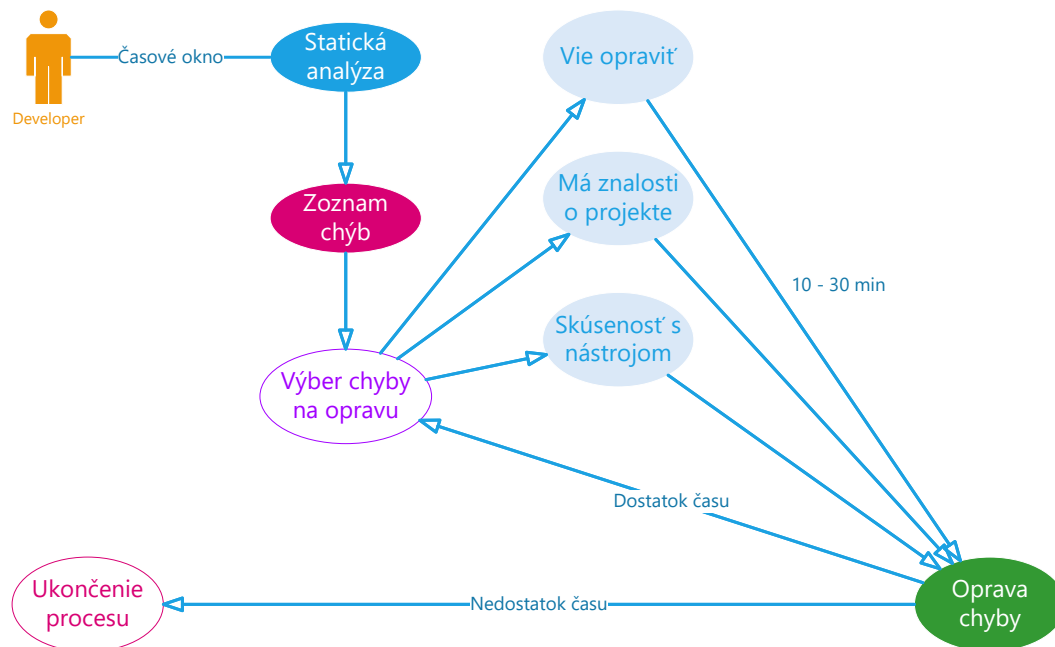 Developer
Časové okno
Statická
analýza
Vie opraviť
Má znalosti
o projekte
Zoznam
chýb
10 - 30 min
Skúsenosť s
nástrojom
Výber chyby
na opravu
Dostatok času
Ukončenie
procesu
Nedostatok času
Oprava
chyby